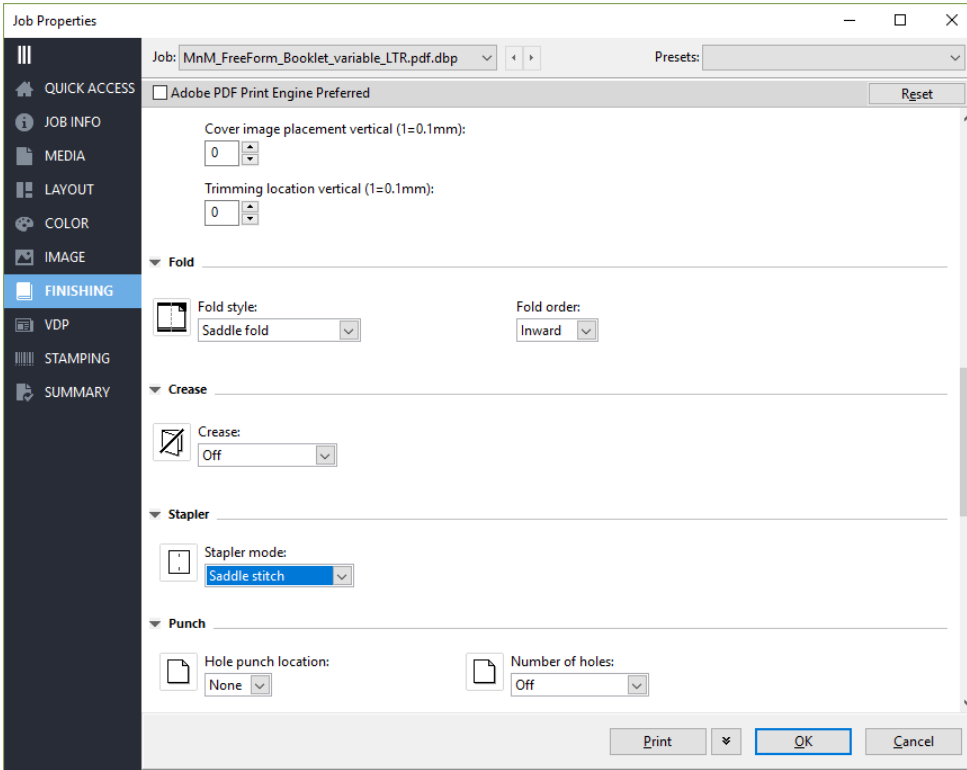 Job Properties
Job: MnM_FreeForm_Booklet_variable_LTR.pdf.dbp
Presets:
QUICK ACCESS
JOB INFO
MEDIA
LAYOUT
COLOR
IMAGE
FINISHING
VDP
STAMPING
SUMMARY
Adobe PDF Print Engine Preferred
Reset
Cover image placement vertical (1=0.1mm):
0
Trimming location vertical (1=0.1mm):
0
Fold
Fold style:
Saddle fold
Fold order:
Inward
Crease
Crease:
Off
Stapler
Stapler mode:
Saddle stitch
Punch
Hole punch location:
None
Number of holes:
Off
Print
OK
Cancel